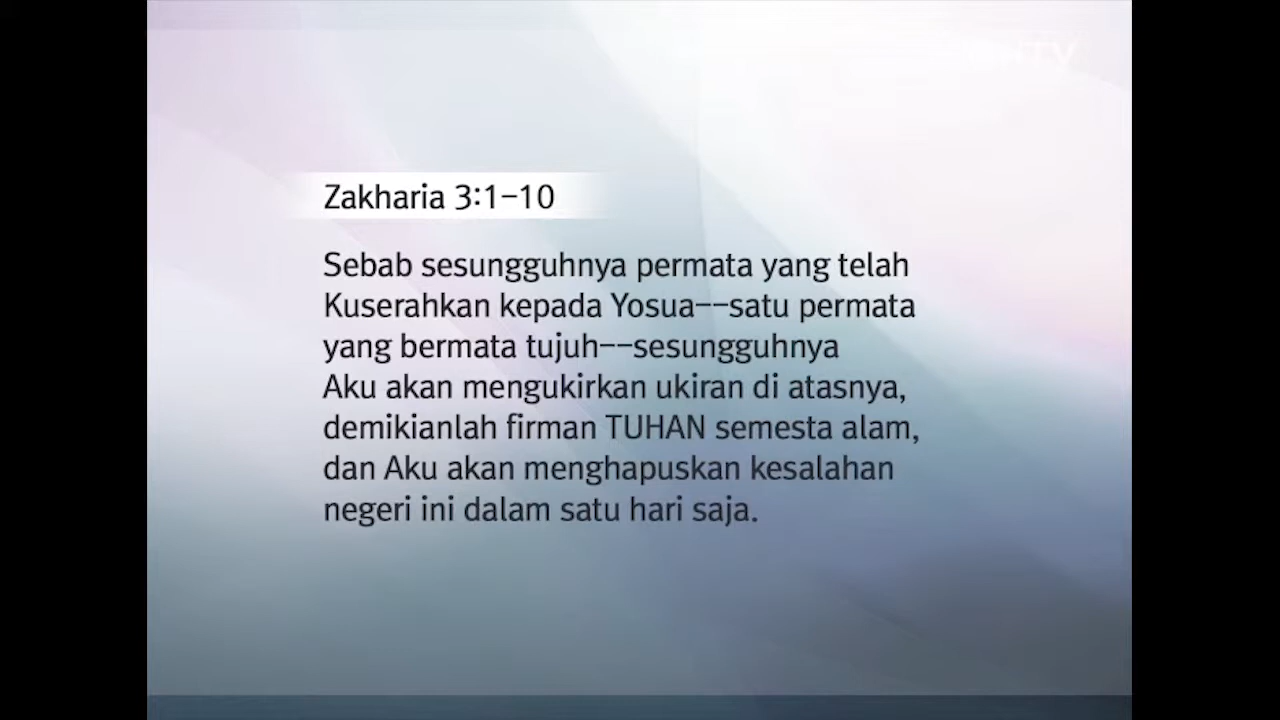 Zakharia 3:1-10
Sebab sesungguhnya permata yang telah
Kuserahkan kepada Yosua--satu permata
yang bermata tujuh--sesungguhnya
Aku akan mengukirkan ukiran di atasnya,
demikianlah firman TUHAN semesta alam,
dan Aku akan menghapuskan kesalahan
negeri ini dalam satu hari saja.